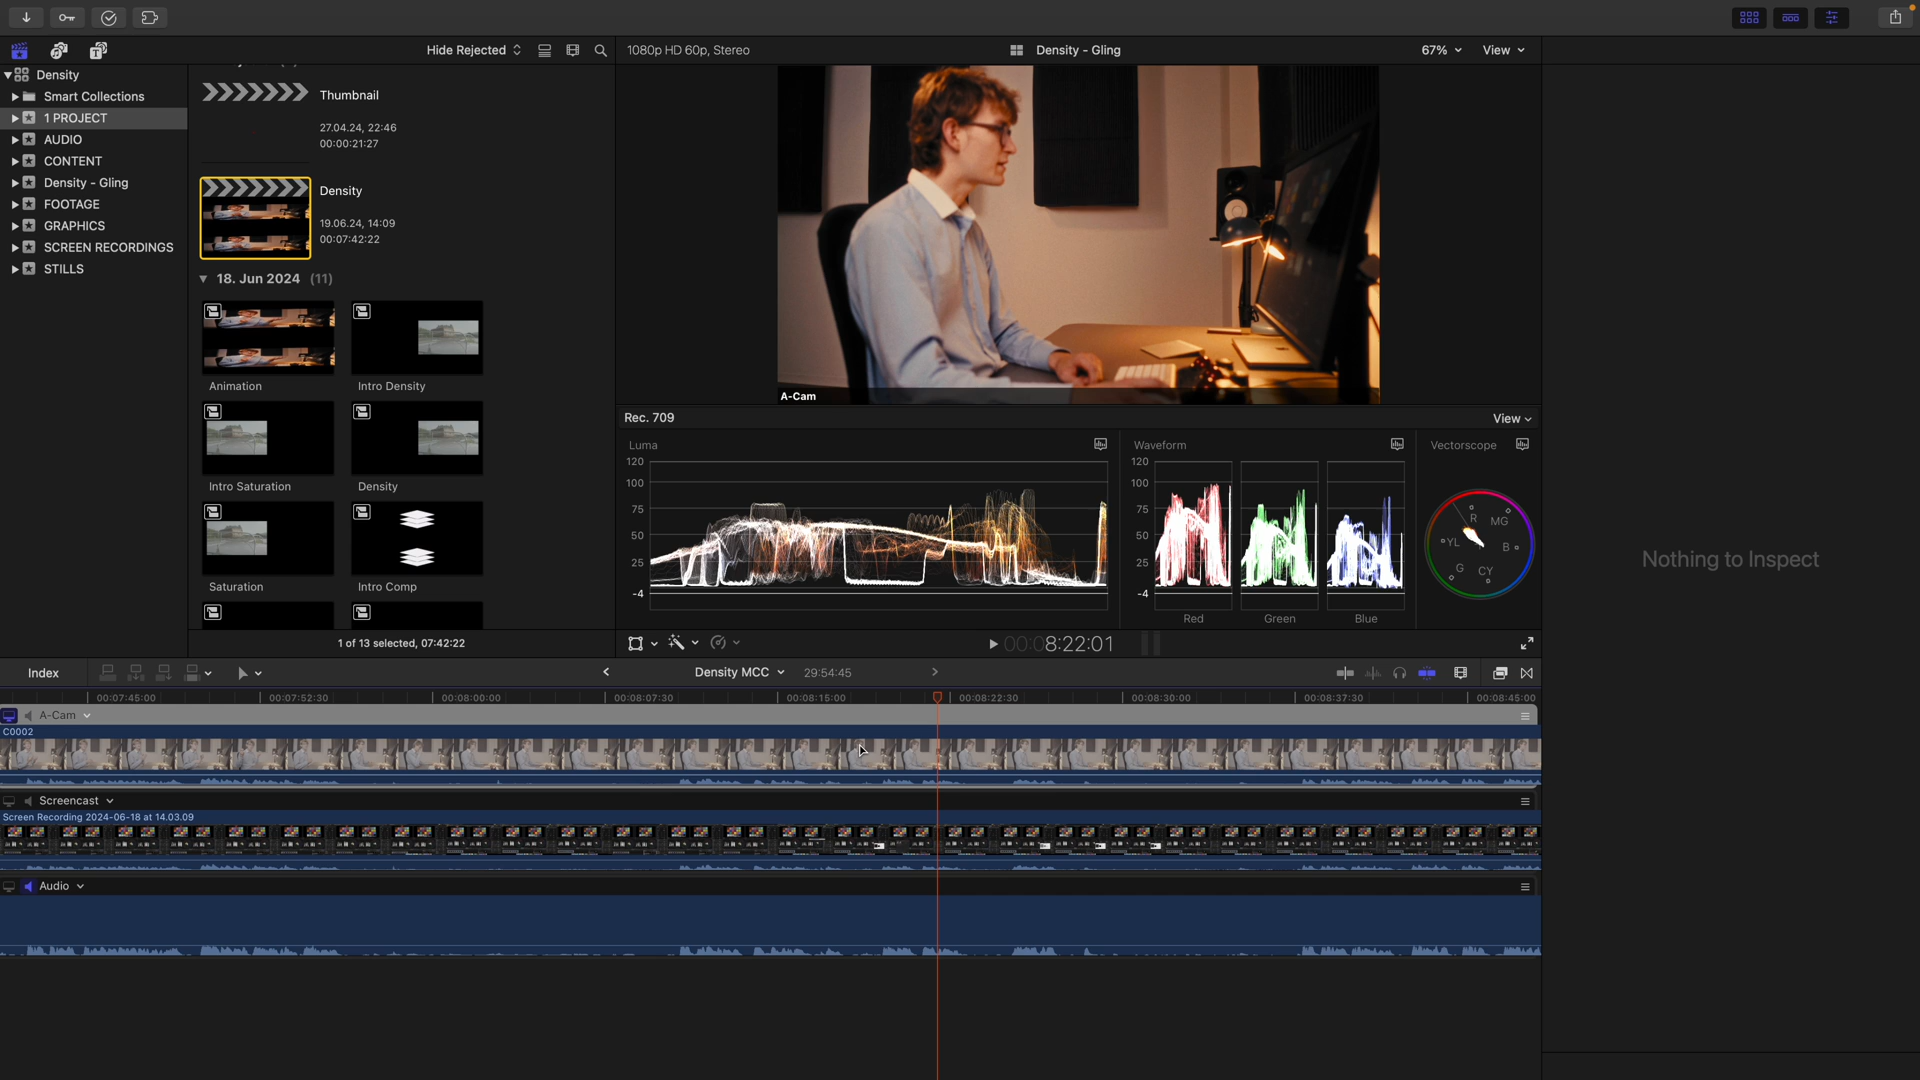 Hide Rejected
1080p HD 60p, Stereo
Density - Gling
67%
View
Density
Smart Collections
1 PROJECT
AUDIO
CONTENT
Density - Gling
FOOTAGE
GRAPHICS
SCREEN RECORDINGS
STILLS
Thumbnail
27.04.24, 22:46
00:00:21:27
Density
19.06.24, 14:09
00:07:42:22
18. Jun 2024 (11)
Animation
Intro Density
Intro Saturation
Density
Saturation
Intro Comp
1 of 13 selected, 07:42:22
A-Cam
Rec. 709
View
Luma
120
100
75
50
25
-4
Waveform
120
100
75
50
25
-4
Red
Green
Blue
Vectorscope
R
MG
YL
B
G
CY
00:008:22:01
Nothing to Inspect
Index
Density MCC
29:54:45
00:07:45:00
00:07:52:30
00:08:00:00
00:08:07:30
00:08:15:00
00:08:22:30
00:08:30:00
00:08:37:30
00:08:45:00
A-Cam
C0002
Screencast
Screen Recording 2024-06-18 at 14.03.09
Audio